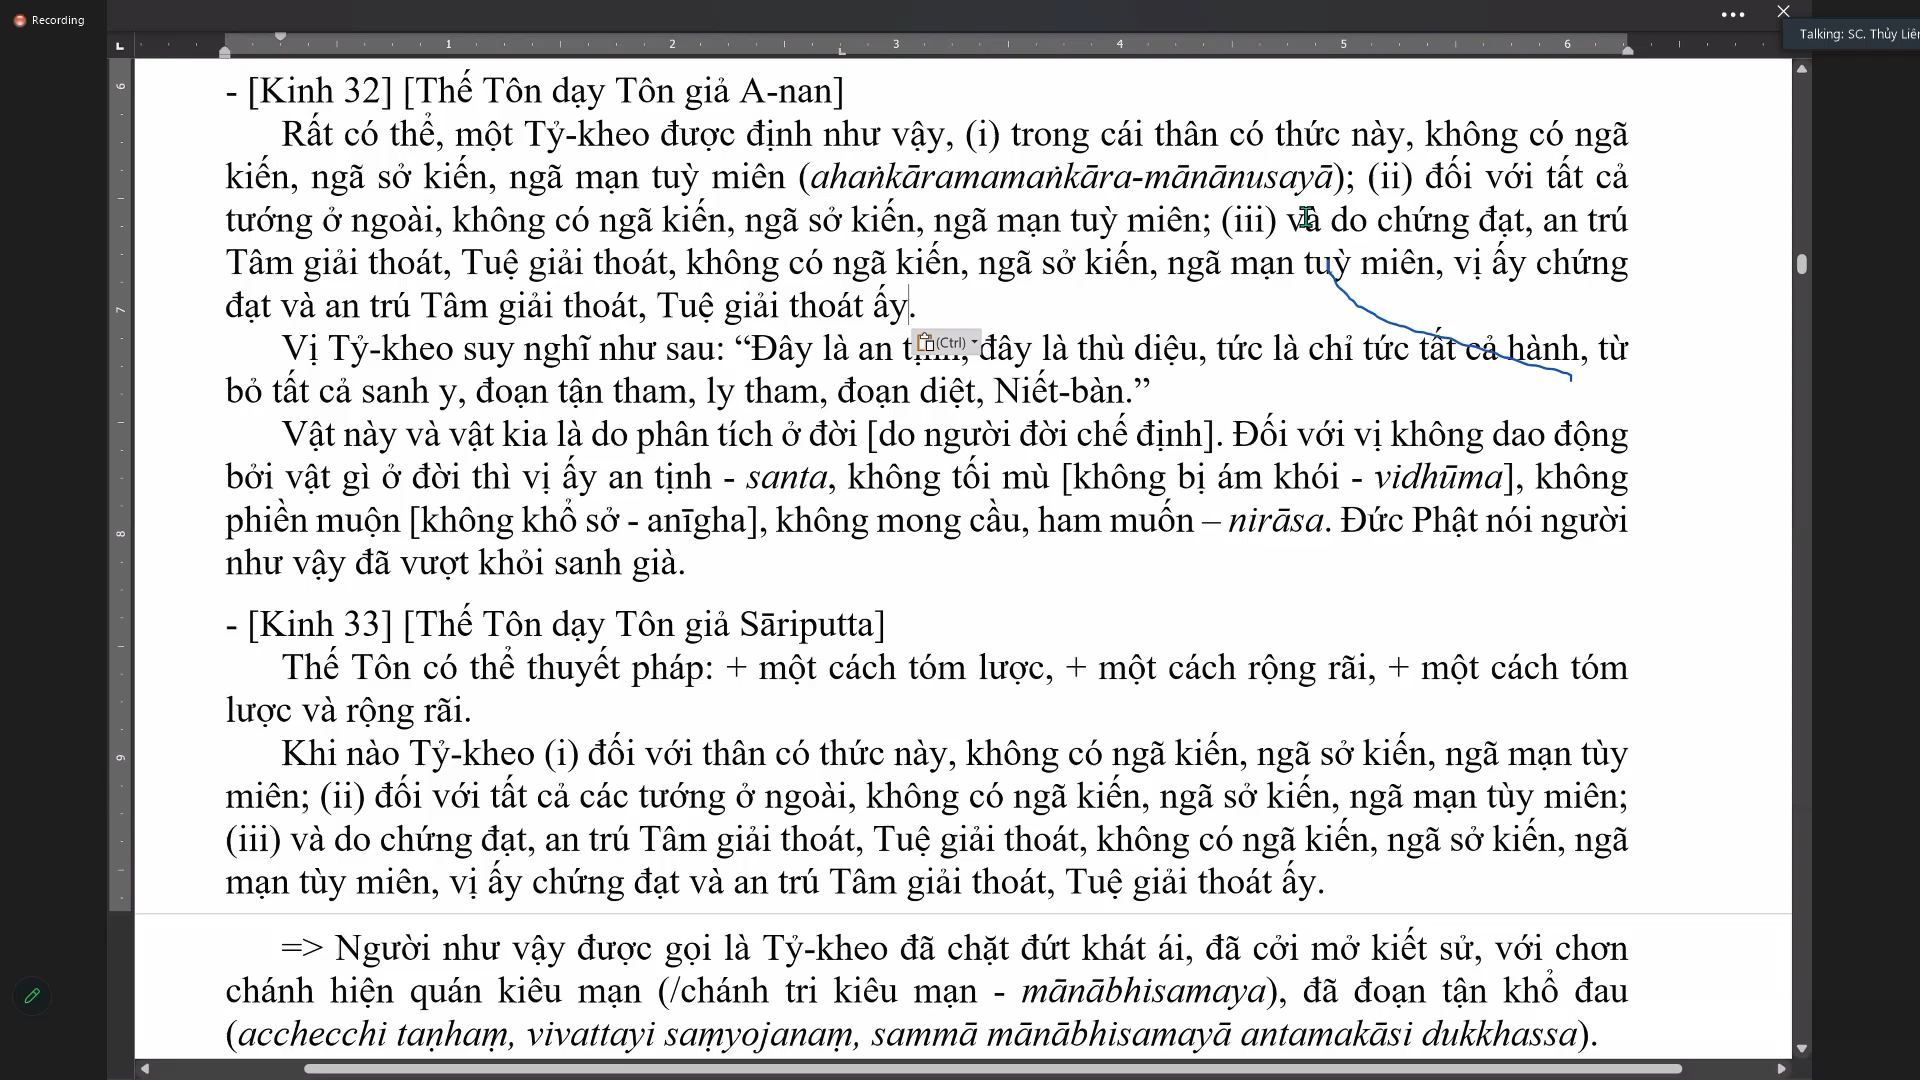 Recording
Talking: SC. Thủy
1 2 3 4 5 6
6
7
8
9
- [Kinh 32] [Thế Tôn dạy Tôn giả A-nan]
Rất có thể, một Tỷ-kheo được định như vậy, (i) trong cái thân có thức này, không có ngã
kiến, ngã sở kiến, ngã mạn tuỳ miên (ahaṅkāramamaṅkāra-mānānusayā); (ii) đối với tất cả
tướng ở ngoài, không có ngã kiến, ngã sở kiến, ngã mạn tuỳ miên; (iii) và do chứng đạt, an trú
Tâm giải thoát, Tuệ giải thoát, không có ngã kiến, ngã sở kiến, ngã mạn tuỳ miên, vị ấy chứng
đạt và an trú Tâm giải thoát, Tuệ giải thoát ấy.
(Ctrl)
Vị Tỷ-kheo suy nghĩ như sau: “Đây là an đây là thù diệu, tức là chỉ tức tất cả hành, từ
bỏ tất cả sanh y, đoạn tận tham, ly tham, đoạn diệt, Niết-bàn.”
Vật này và vật kia là do phân tích ở đời [do người đời chế định]. Đối với vị không dao động
bởi vật gì ở đời thì vị ấy an tịnh - santa, không tối mù [không bị ám khói - vidhūma], không
phiền muộn [không khổ sở - anīgha], không mong cầu, ham muốn – nirāsa. Đức Phật nói người
như vậy đã vượt khỏi sanh già.
- [Kinh 33] [Thế Tôn dạy Tôn giả Sāriputta]
Thế Tôn có thể thuyết pháp: + một cách tóm lược, + một cách rộng rãi, + một cách tóm
lược và rộng rãi.
Khi nào Tỷ-kheo (i) đối với thân có thức này, không có ngã kiến, ngã sở kiến, ngã mạn tùy
miên; (ii) đối với tất cả các tướng ở ngoài, không có ngã kiến, ngã sở kiến, ngã mạn tùy miên;
(iii) và do chứng đạt, an trú Tâm giải thoát, Tuệ giải thoát, không có ngã kiến, ngã sở kiến, ngã
mạn tùy miên, vị ấy chứng đạt và an trú Tâm giải thoát, Tuệ giải thoát ấy.
=> Người như vậy được gọi là Tỷ-kheo đã chặt đứt khát ái, đã cởi mở kiết sử, với chơn
chánh hiện quán kiêu mạn (/chánh tri kiêu mạn - mānābhisamaya), đã đoạn tận khổ đau
(acchecchi taṇhaṃ, vivattayi saṃyojanaṃ, sammā mānābhisamayā antamakāsi dukkhassa).